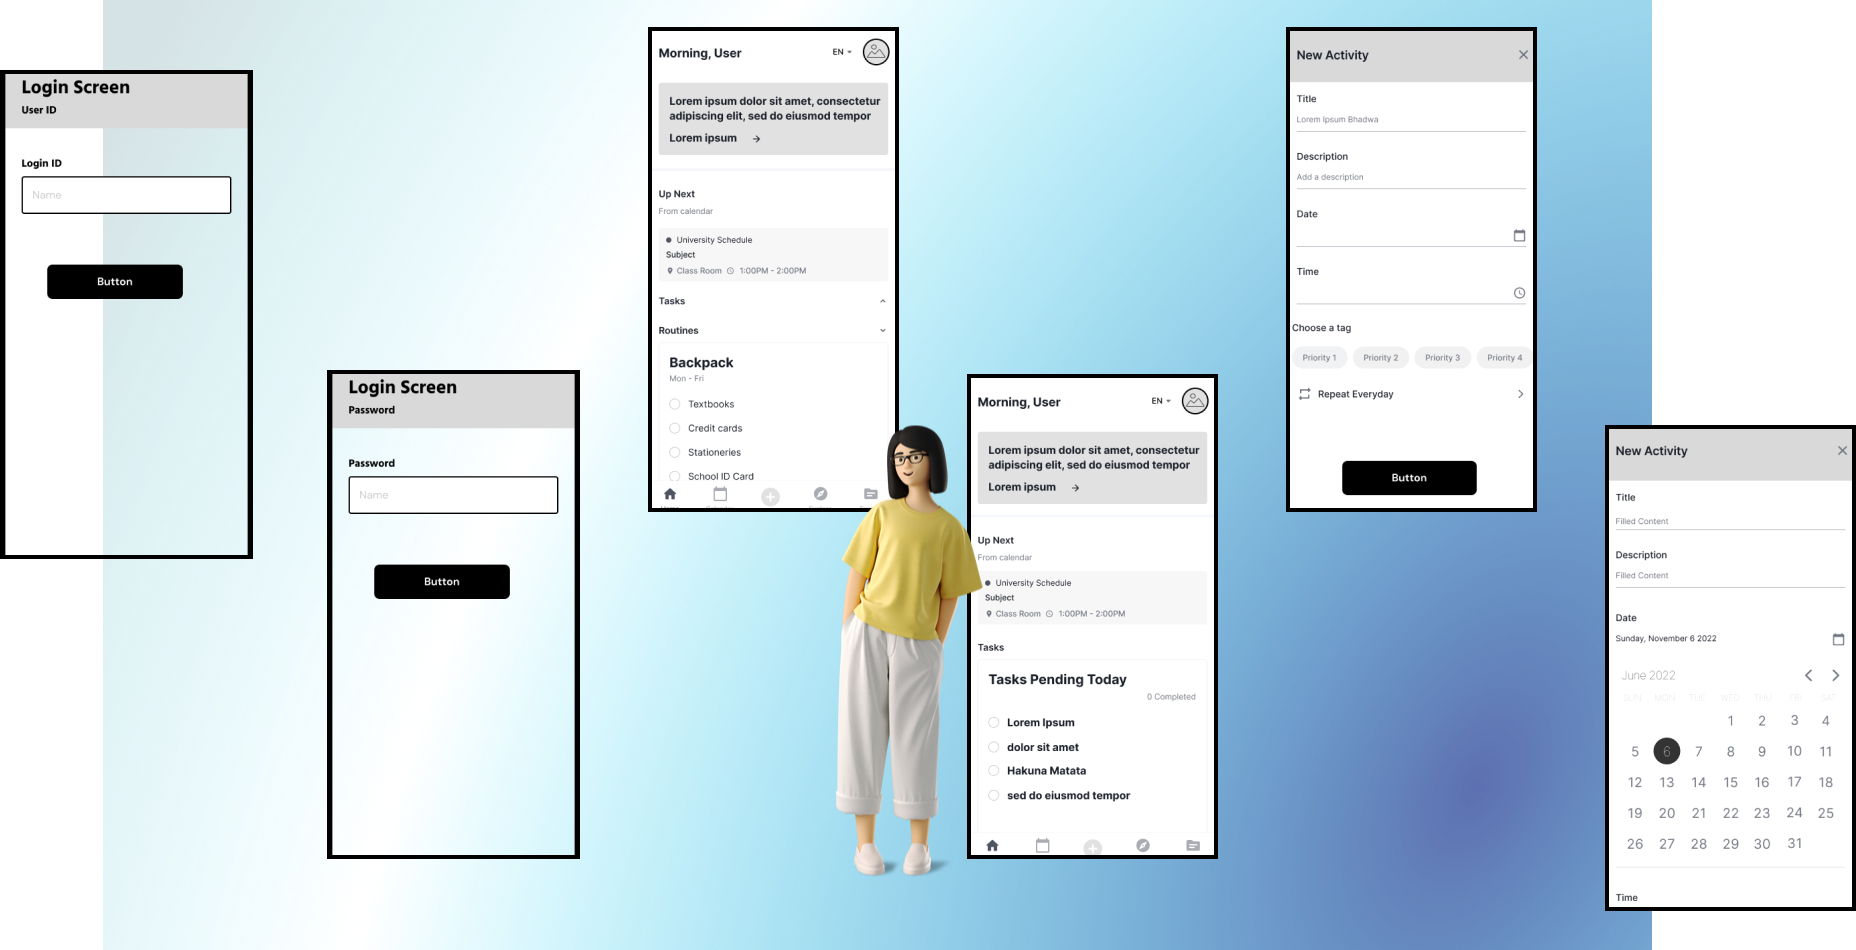 Login Screen
User ID
Login ID
Name
Button
Login Screen
Password
Password
Name
Button
Morning, User
EN
Lorem ipsum dolor sit amet, consectetur
adipiscing elit, sed do eiusmod tempor
Lorem ipsum →
Up Next
From calendar
University Schedule
Subject
Class Room 1:00PM - 2:00PM
Tasks
Routines
Backpack
Mon - Fri
Textbooks
Credit cards
Stationeries
School ID Card
Morning, User
EN
Lorem ipsum dolor sit amet, consectetur
adipiscing elit, sed do eiusmod tempor
Lorem ipsum →
Up Next
From calendar
University Schedule
Subject
Class Room 1:00PM - 2:00PM
Tasks
Tasks Pending Today
0 Completed
Lorem Ipsum
dolor sit amet
Hakuna Matata
sed do eiusmod tempor
New Activity
Title
Lorem Ipsum Bhadwa
Description
Add a description
Date
Time
Choose a tag
Priority 1 Priority 2 Priority 3 Priority 4
Repeat Everyday
Button
New Activity
Title
Filled Content
Description
Filled Content
Date
Sunday, November 6 2022
June 2022
SUN MON TUE WED THU FRI SAT
1 2 3 4
5 6 7 8 9 10 11
12 13 14 15 16 17 18
19 20 21 22 23 24 25
26 27 28 29 30 31
Time